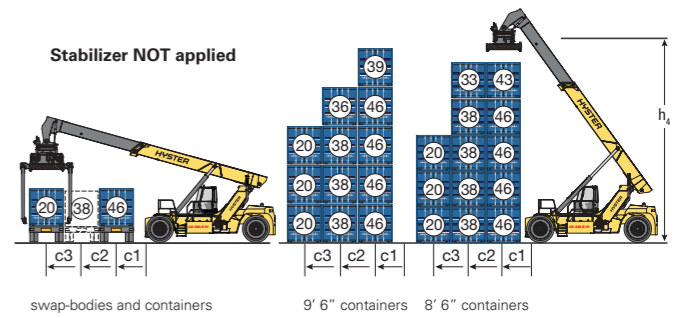 Stabilizer NOT applied
39
33 43
36 46
38 46
HYSTER
h4
20 38 46
20 38 46
HYSTER
20 38 46
20 38 46
20 38 46
20 38 46
20 38 46
c3 c2 c1
c3 c2 c1
c3 c2 c1
swap-bodies and containers
9’ 6” containers
8’ 6” containers